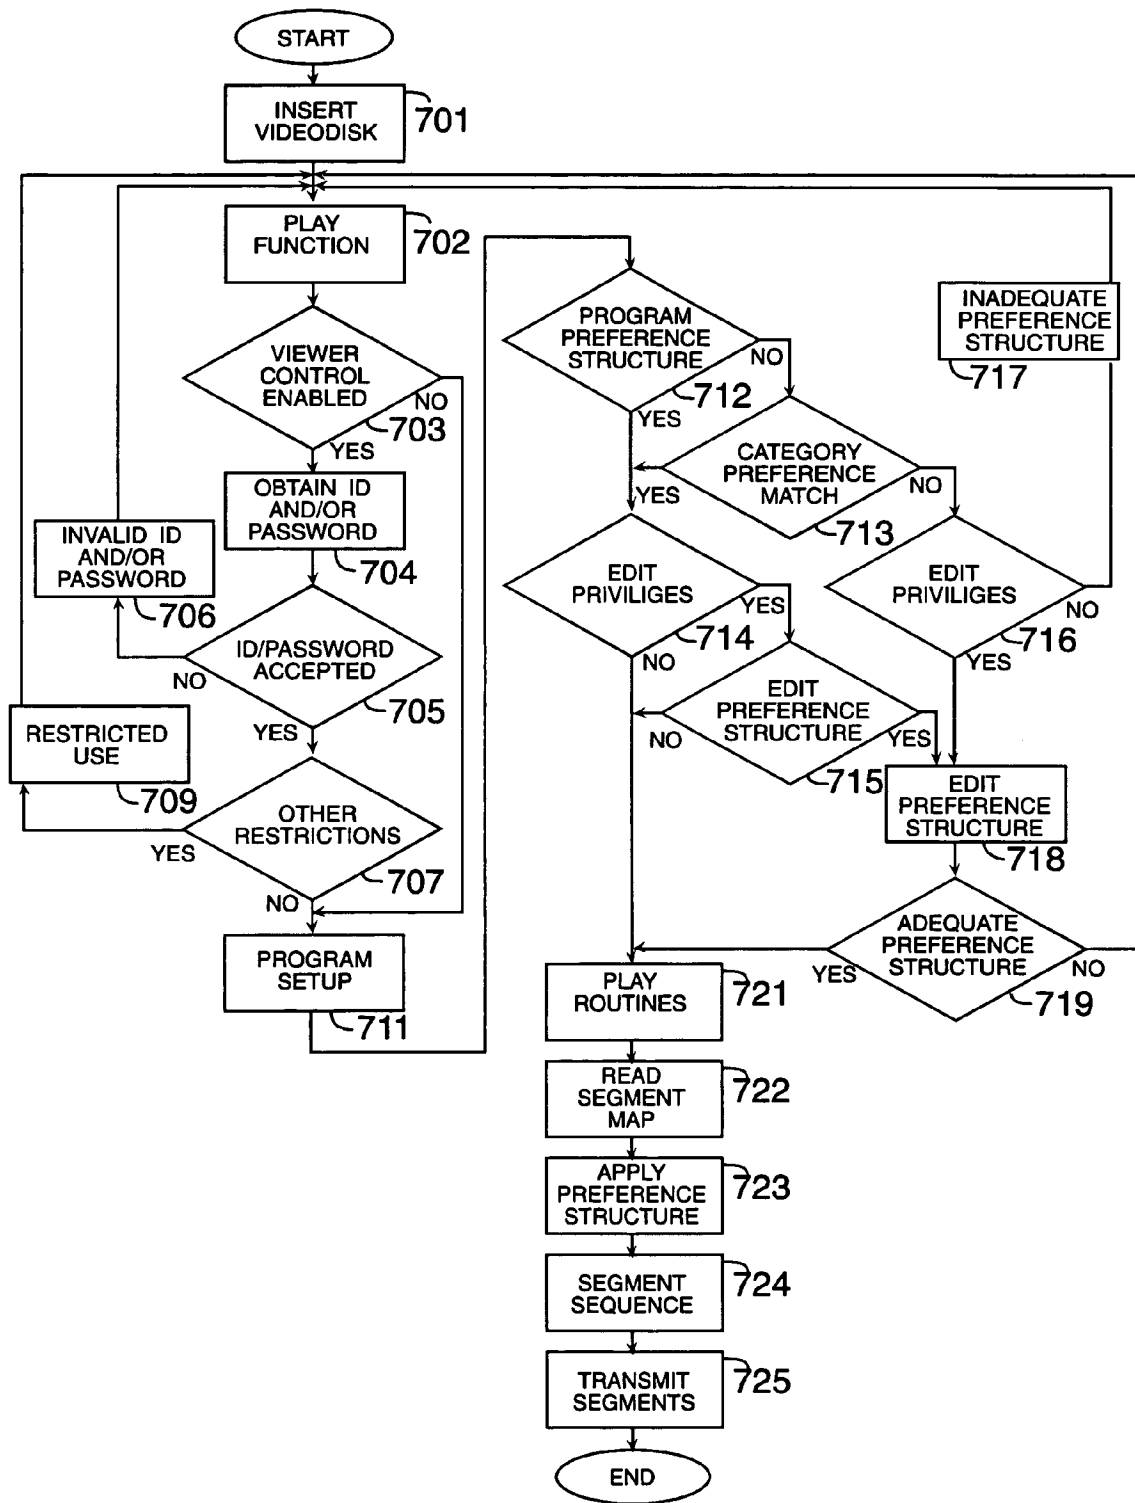 START
INSERT
VIDEODISK
701
PLAY
FUNCTION
702
VIEWER
CONTROL
ENABLED
NO
703
YES
OBTAIN ID
AND/OR
PASSWORD
704
INVALID ID
AND/OR
PASSWORD
706
ID/PASSWORD
ACCEPTED
NO
705
YES
RESTRICTED
USE
709
OTHER
RESTRICTIONS
YES
707
NO
PROGRAM
SETUP
711
PROGRAM
PREFERENCE
STRUCTURE
NO
712
YES
INADEQUATE
PREFERENCE
STRUCTURE
717
CATEGORY
PREFERENCE
MATCH
YES
NO
713
EDIT
PRIVILIGES
YES
714
NO
EDIT
PRIVILIGES
NO
716
YES
EDIT
PREFERENCE
STRUCTURE
NO
YES
715
EDIT
PREFERENCE
STRUCTURE
718
ADEQUATE
PREFERENCE
STRUCTURE
YES
NO
719
PLAY
ROUTINES
721
READ
SEGMENT
MAP
722
APPLY
PREFERENCE
STRUCTURE
723
SEGMENT
SEQUENCE
724
TRANSMIT
SEGMENTS
725
END